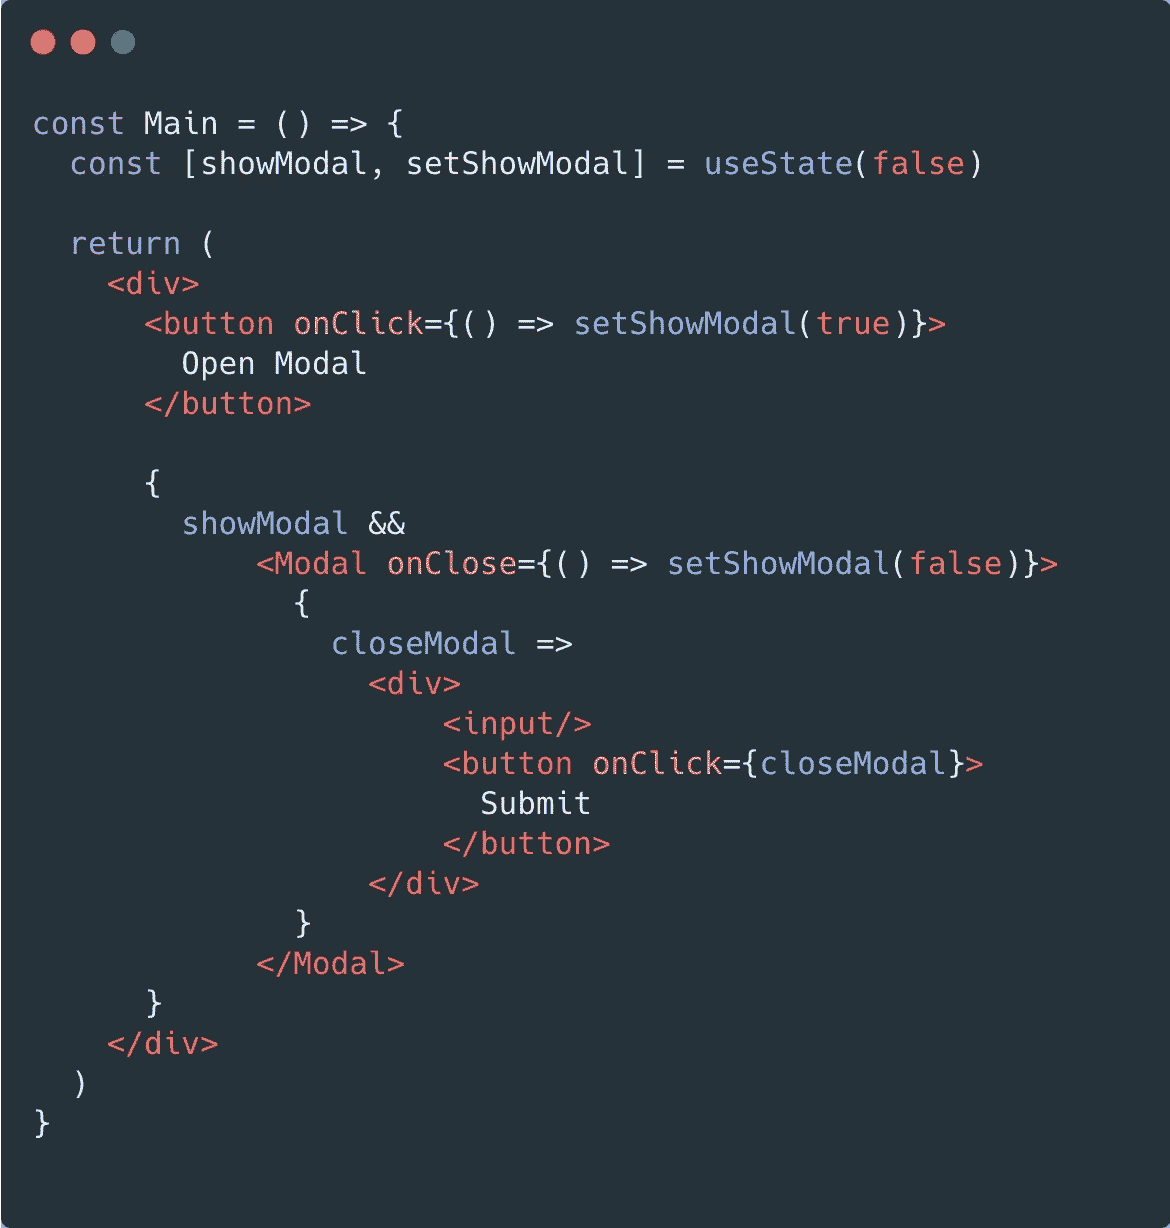 const Main = () => {
  const [showModal, setShowModal] = useState(false)

  return (
    <div>
      <button onClick={() => setShowModal(true)}>
        Open Modal
      </button>

      {
        showModal &&
            <Modal onClose={() => setShowModal(false)}>
              {
                closeModal =>
                  <div>
                      <input/>
                      <button onClick={closeModal}>
                        Submit
                      </button>
                  </div>
              }
            </Modal>
      }
    </div>
  )
}